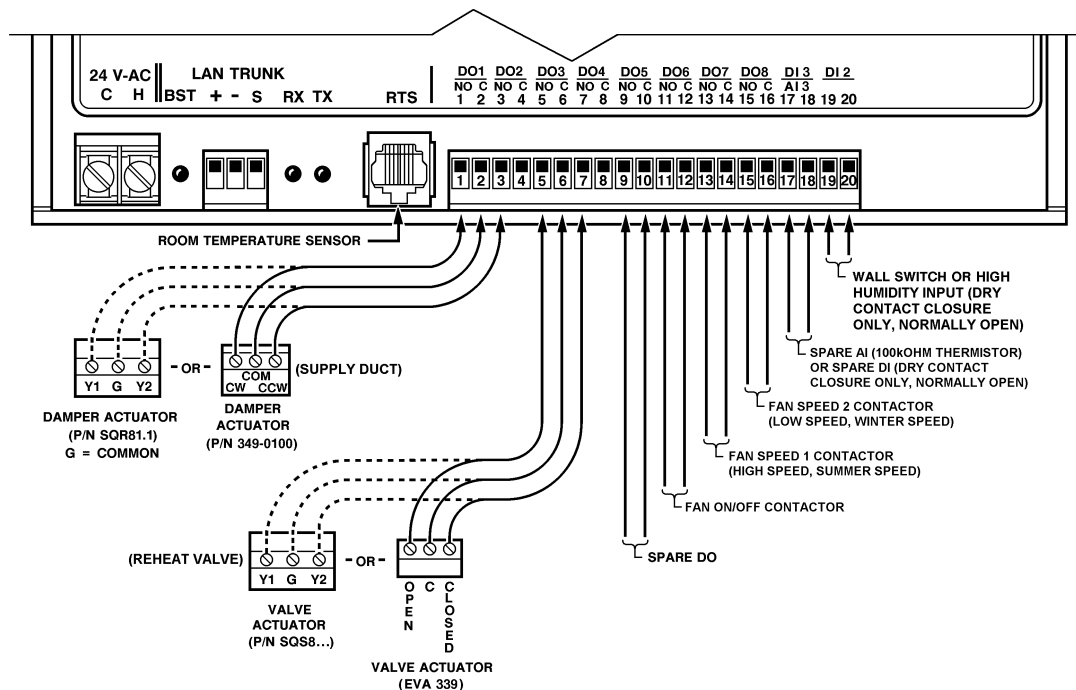 24 V-AC
C H
BST
LAN TRUNK
+ - S
RX TX
RTS
DO1 DO2 DO3 DO4 DO5 DO6 DO7 DO8 DI 3 DI 2
NO C NO C NO C NO C NO C NO C NO C NO C AI 3
1 2 3 4 5 6 7 8 9 10 11 12 13 14 15 16 17 18 19 20
1 2 3 4 5 6 7 8 9 10 11 12 13 14 15 16 17 18 19 20
ROOM TEMPERATURE SENSOR
WALL SWITCH OR HIGH
HUMIDITY INPUT (DRY
CONTACT CLOSURE
ONLY, NORMALLY OPEN)
SPARE AI (100kOHM THERMISTOR)
OR SPARE DI (DRY CONTACT
CLOSURE ONLY, NORMALLY OPEN)
FAN SPEED 2 CONTACTOR
(LOW SPEED, WINTER SPEED)
FAN SPEED 1 CONTACTOR
(HIGH SPEED, SUMMER SPEED)
FAN ON/OFF CONTACTOR
SPARE DO
Y1 G Y2
- OR -
COM
CW CCW
(SUPPLY DUCT)
DAMPER ACTUATOR
(P/N SQR81.1)
G = COMMON
DAMPER
ACTUATOR
(P/N 349-0100)
(REHEAT VALVE)
Y1 G Y2
- OR -
OPEN
C
CLOSED
VALVE
ACTUATOR
(P/N SQS8...)
VALVE ACTUATOR
(EVA 339)